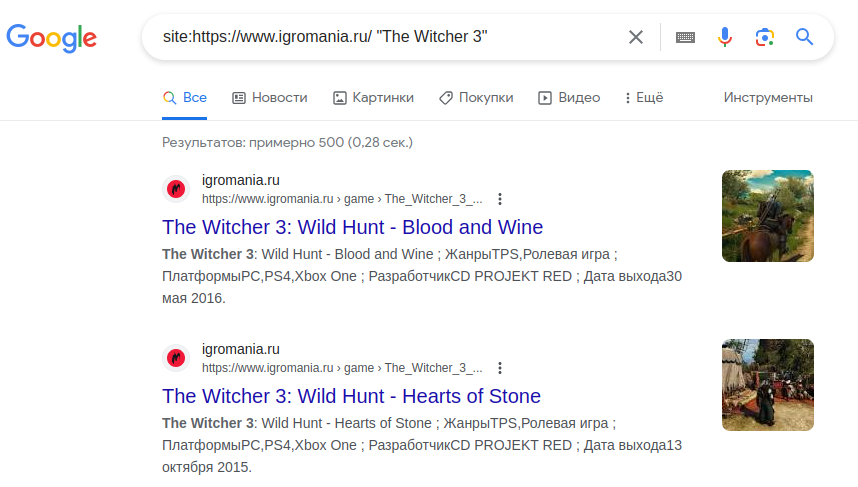 Google
site:https://www.igromania.ru/ "The Witcher 3"
Все Новости Картинки Покупки Видео Ещё Инструменты
Результатов: примерно 500 (0,28 сек.)
igromania.ru
https://www.igromania.ru › game › The_Witcher_3_...
The Witcher 3: Wild Hunt - Blood and Wine
The Witcher 3: Wild Hunt - Blood and Wine ; ЖанрыTPS,Ролевая игра ;
ПлатформыPC,PS4,Xbox One ; РазработчикCD PROJEKT RED ; Дата выхода30
мая 2016.
igromania.ru
https://www.igromania.ru › game › The_Witcher_3_...
The Witcher 3: Wild Hunt - Hearts of Stone
The Witcher 3: Wild Hunt - Hearts of Stone ; ЖанрыTPS,Ролевая игра ;
ПлатформыPC,PS4,Xbox One ; РазработчикCD PROJEKT RED ; Дата выхода13
октября 2015.